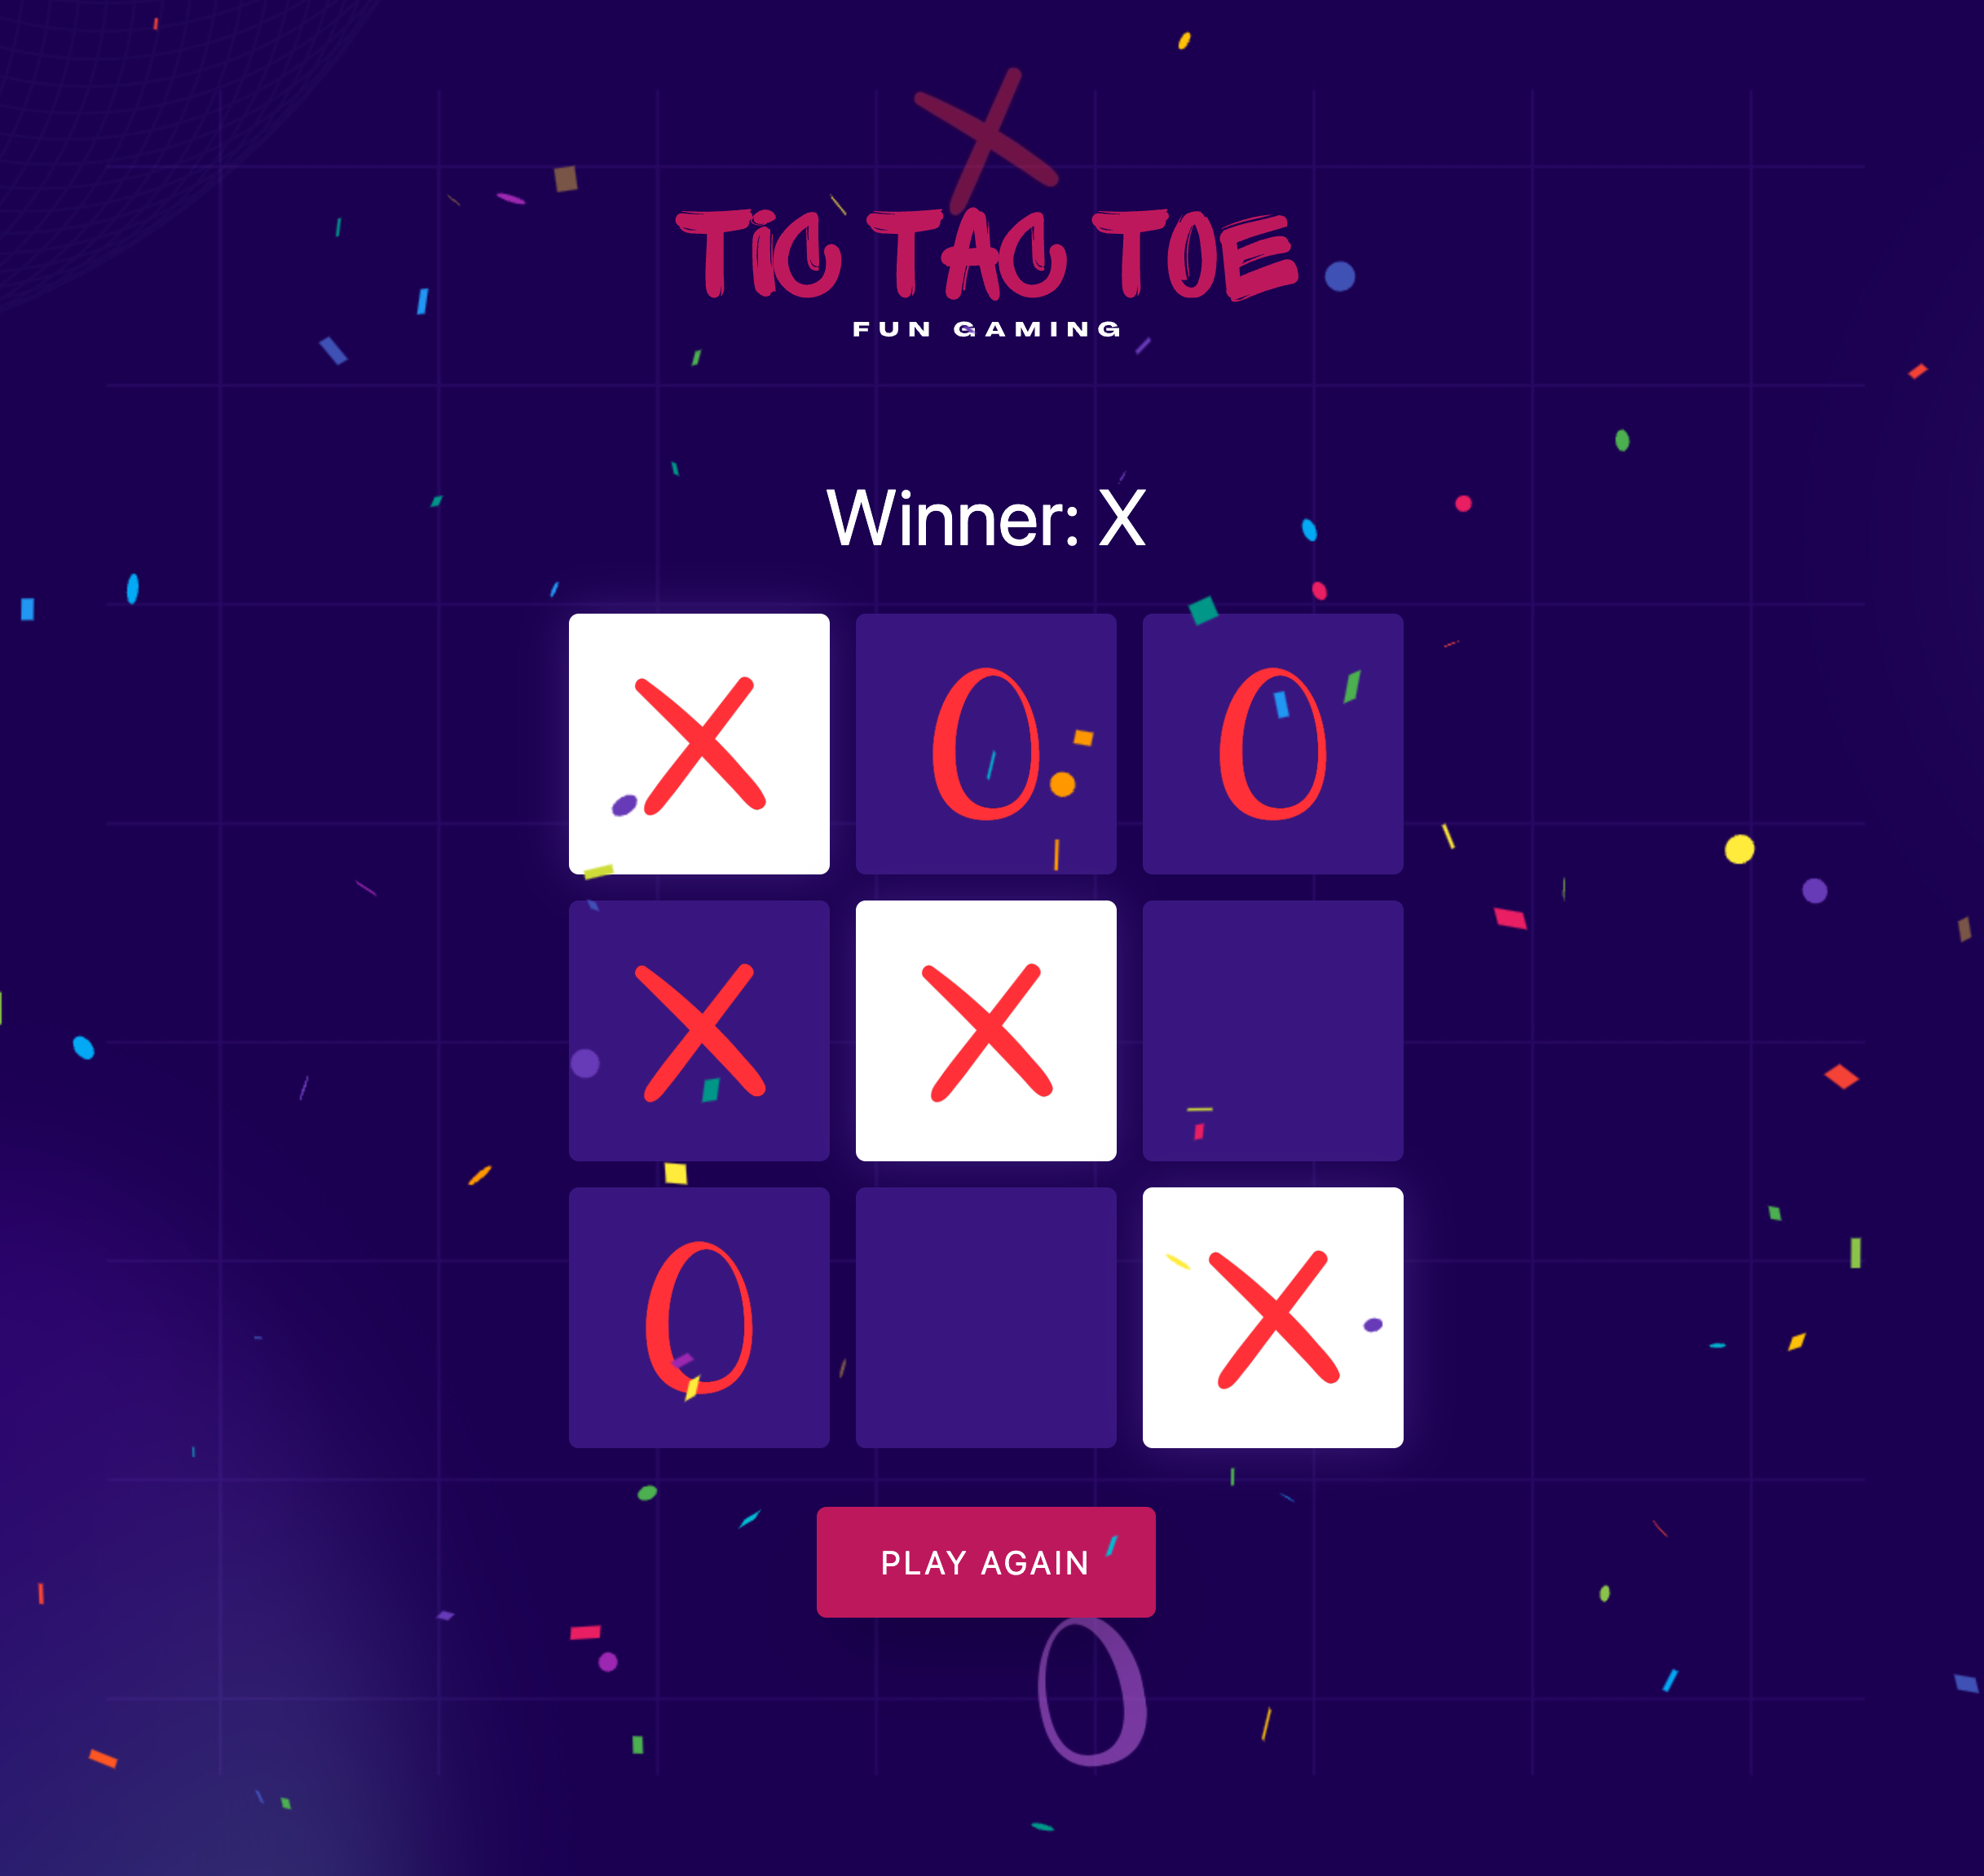 TIC TAC TOE
FUN GAMING
Winner: X
X O O
X X
O X
PLAY AGAIN